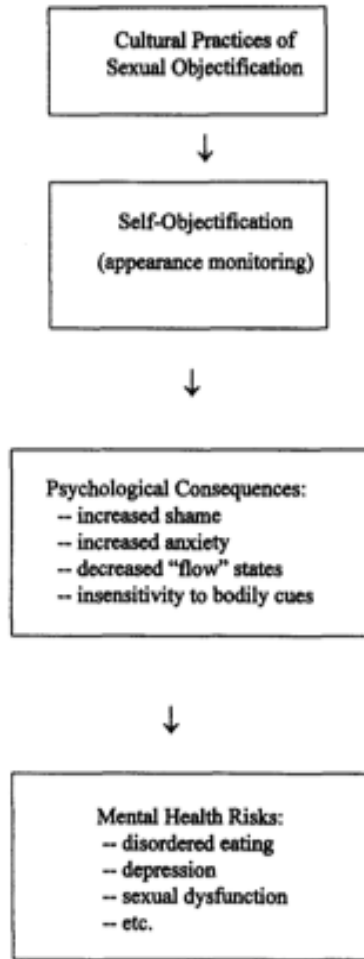 Cultural Practices of
Sexual Objectification
↓
Self-Objectification
(appearance monitoring)
↓
Psychological Consequences:
-- increased shame
-- increased anxiety
-- decreased “flow” states
-- insensitivity to bodily cues
↓
Mental Health Risks:
-- disordered eating
-- depression
-- sexual dysfunction
-- etc.